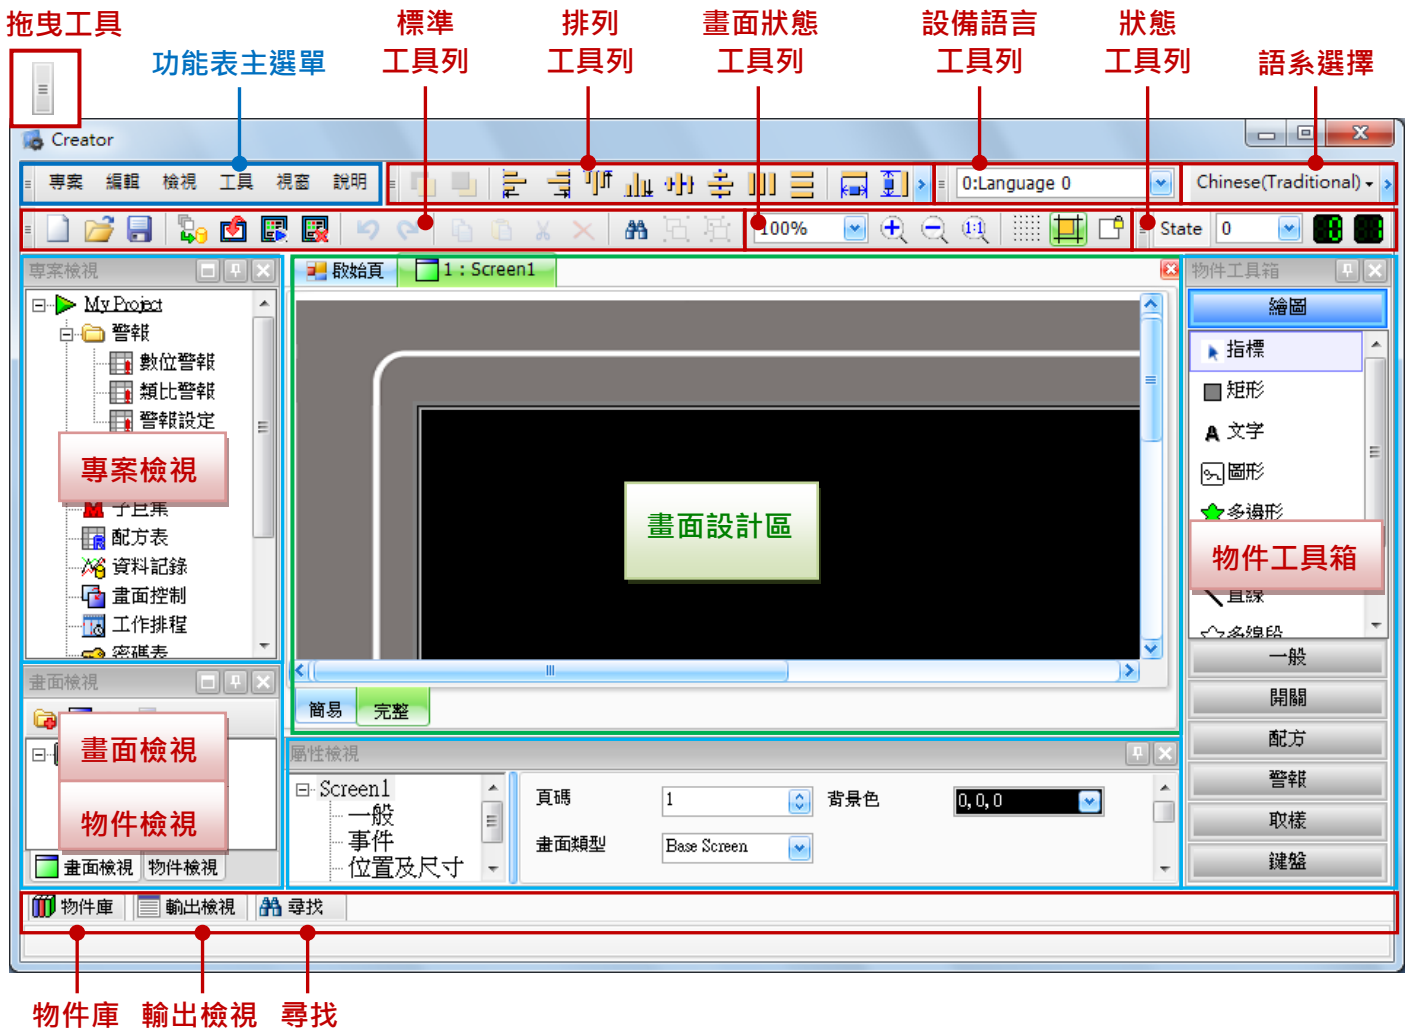 拖曳工具
功能表主選單
標準
工具列
排列
工具列
畫面狀態
工具列
設備語言
工具列
狀態
工具列
語系選擇
Creator
專案 編輯 檢視 工具 視窗 說明
0:Language 0
Chinese(Traditional)
100%
1:1
State 0
專案檢視
My Project
警報
數位警報
類比警報
警報設定
專案檢視
子巨集
配方表
資料記錄
畫面控制
工作排程
密碼表
啟始頁
1 : Screen1
畫面設計區
簡易 完整
物件工具箱
繪圖
指標
矩形
文字
圖形
多邊形
物件工具箱
直線
多線段
一般
開關
配方
警報
取樣
鍵盤
畫面檢視
畫面檢視
物件檢視
畫面檢視 物件檢視
屬性檢視
Screen1
一般
事件
位置及尺寸
頁碼 1
背景色 0, 0, 0
畫面類型 Base Screen
物件庫 輸出檢視 尋找
物件庫 輸出檢視 尋找